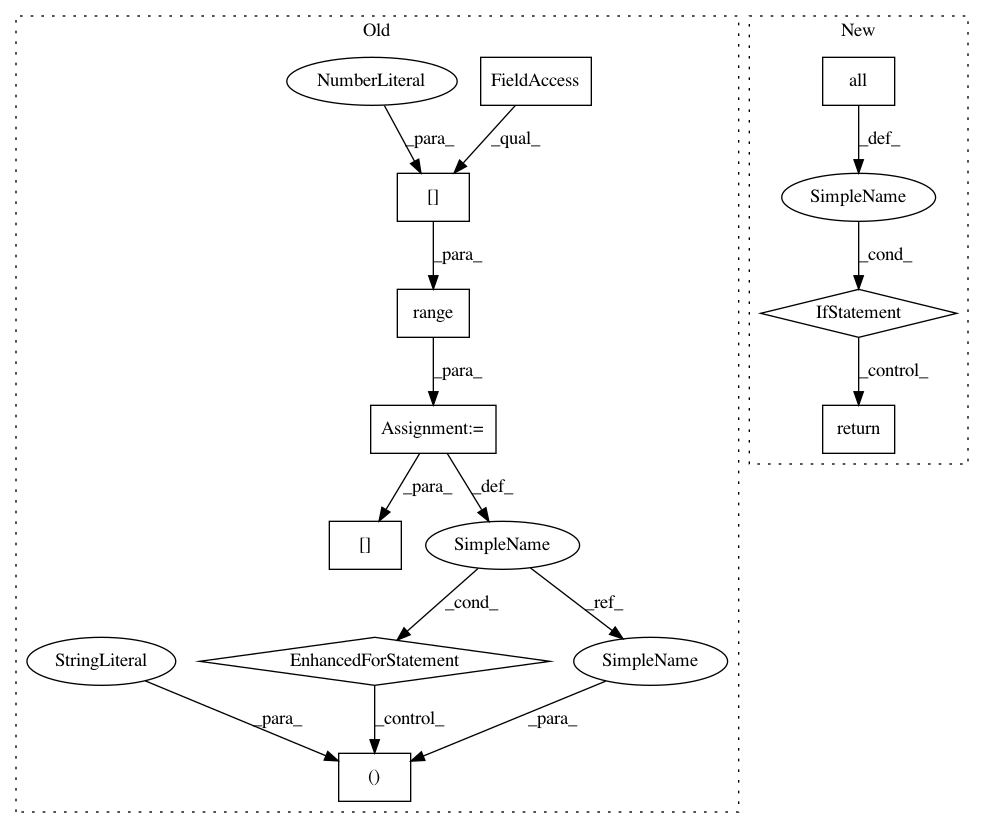 Old
New
NumberLiteral
FieldAccess
all
_para_
_qual_
_def_
[]
SimpleName
_para_
_cond_
range
IfStatement
_para_
_control_
Assignment:=
return
_para_
_def_
[]
SimpleName
_cond_
_ref_
StringLiteral
EnhancedForStatement
SimpleName
_para_
_control_
_para_
()